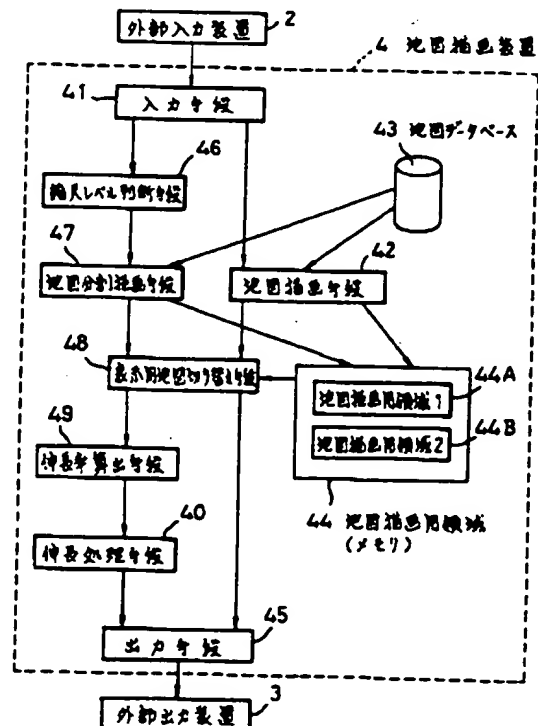 外部入力装置
2
4 地図描画装置
41
入力手段
43 地図データベース
46
縮尺レベル判断手段
47
地図分割描画手段
42
地図描画手段
48
表示用地図切り替え手段
44A
地図描画用領域1
44B
地図描画用領域2
44 地図描画用領域
(メモリ)
49
伸長率算出手段
40
伸長処理手段
45
出力手段
3
外部出力装置